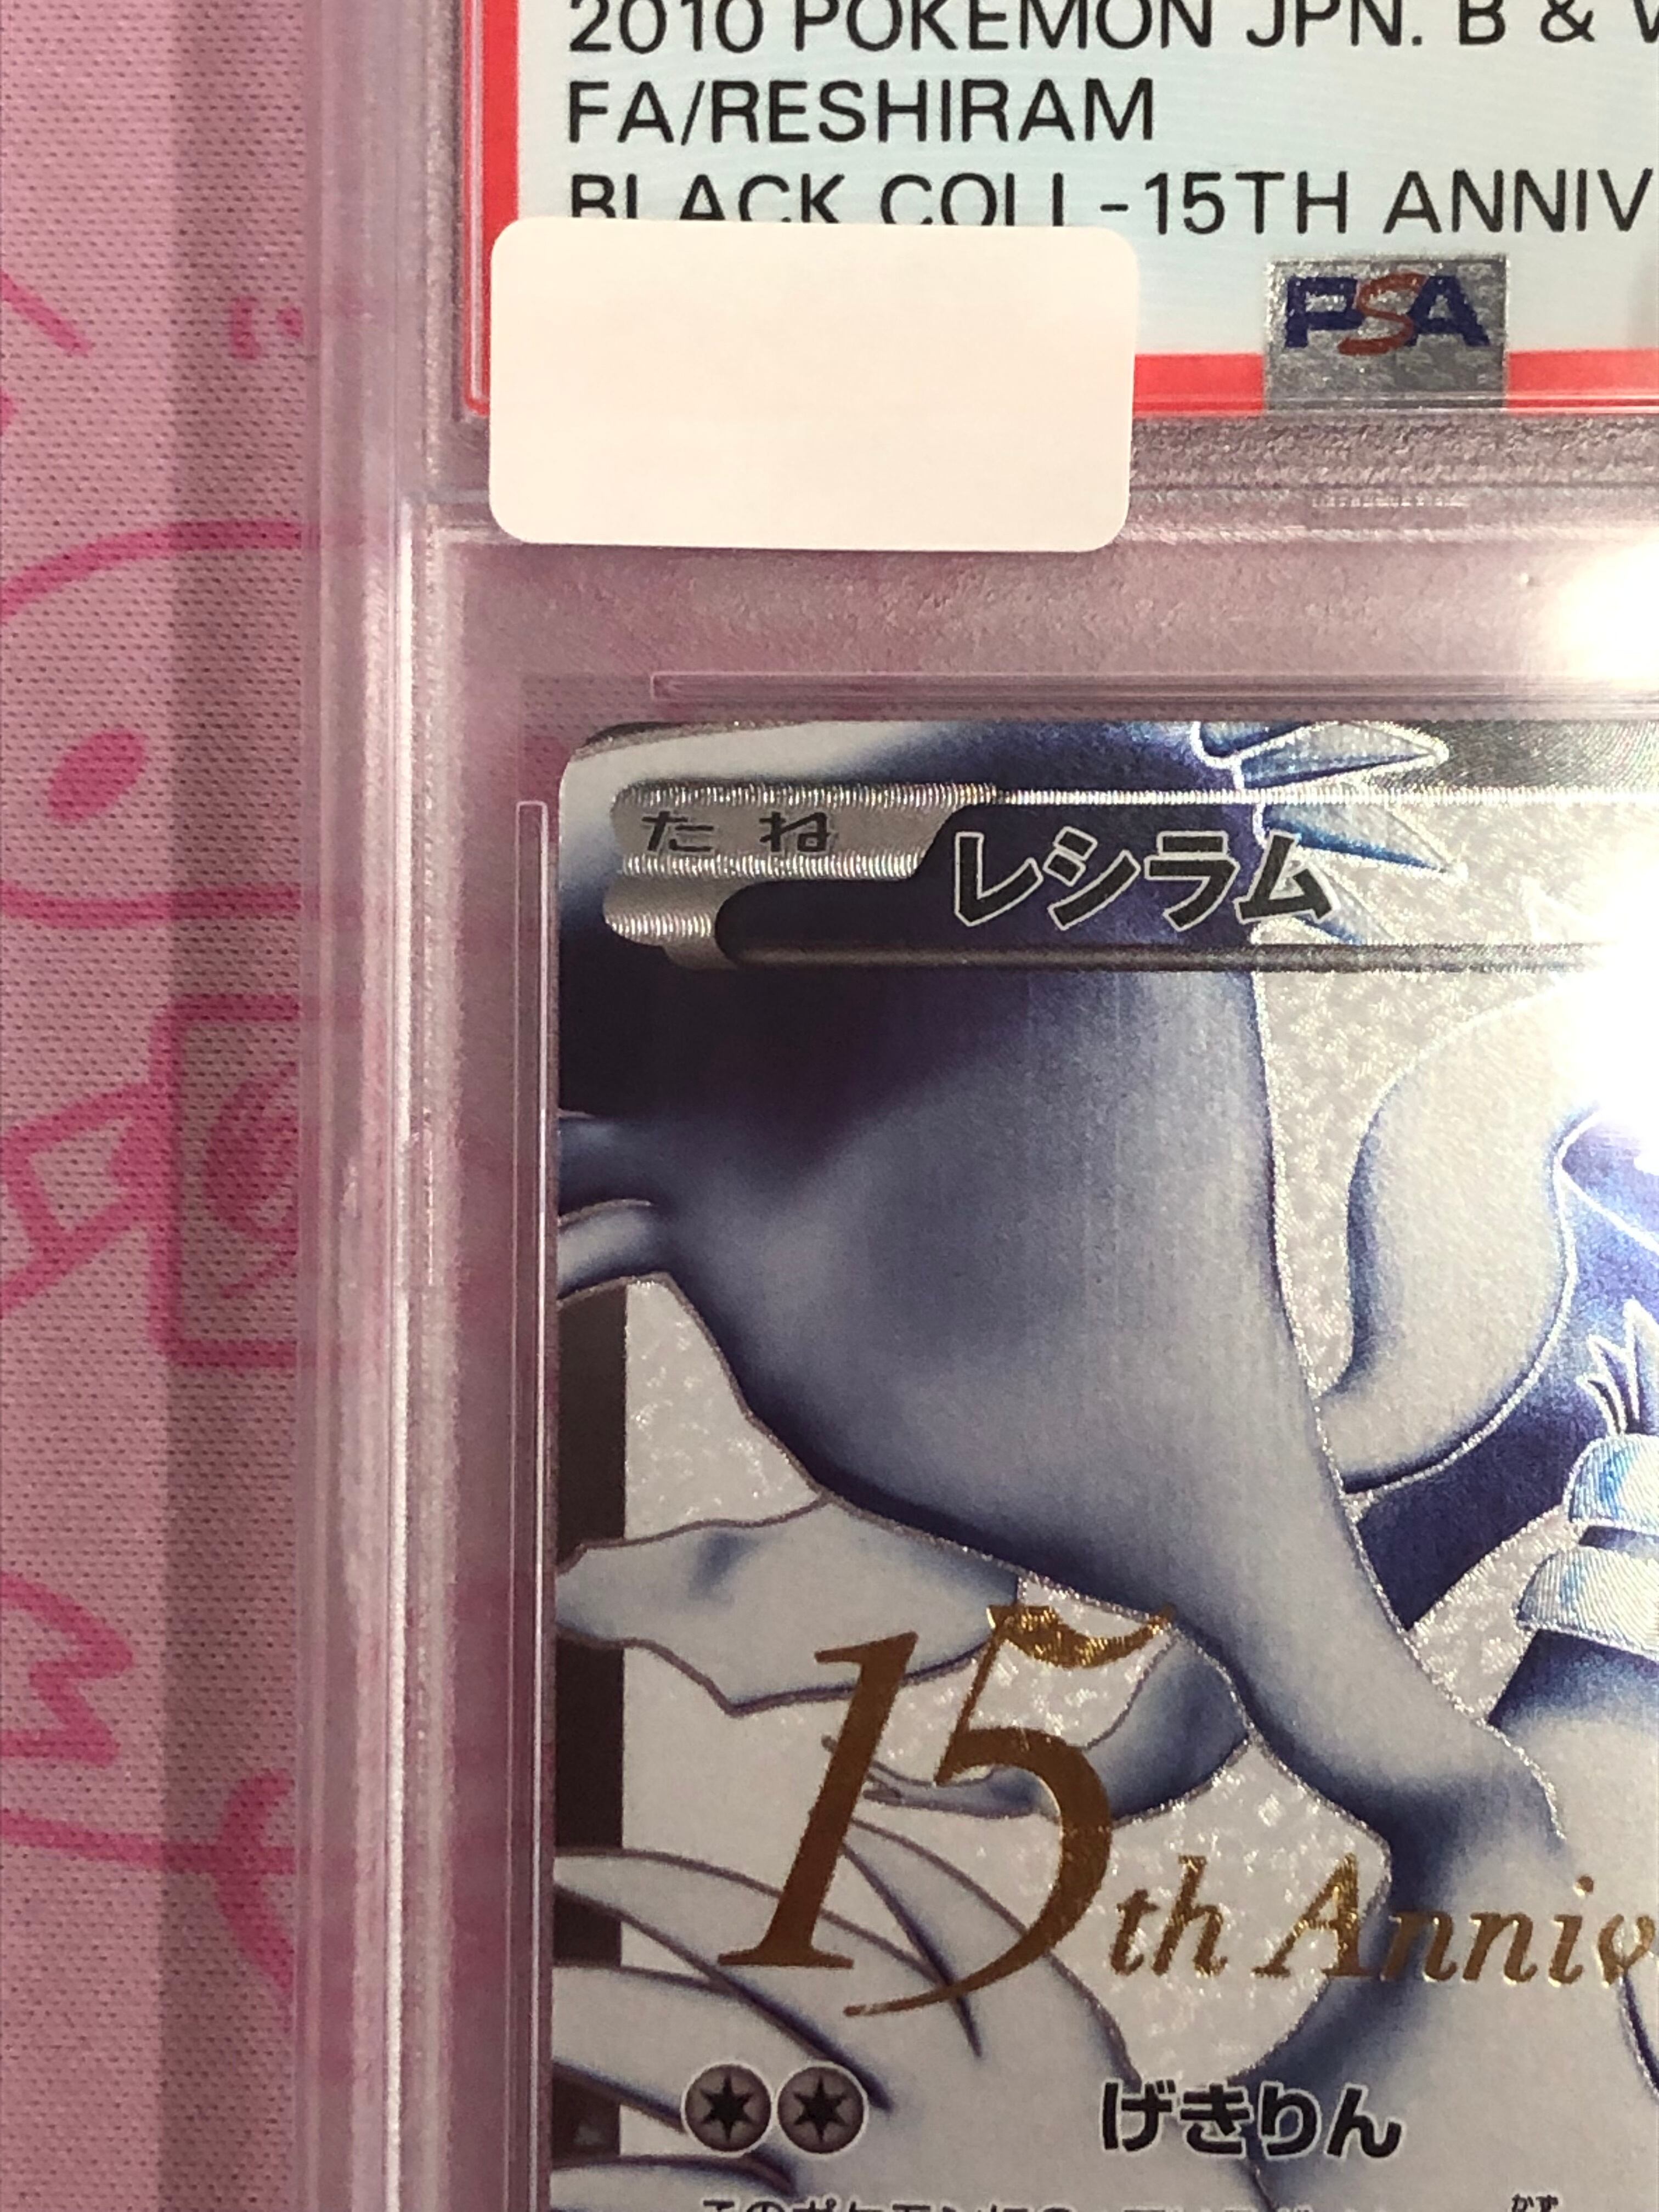 2010 POKEMON JPN. B &
FA/RESHIRAM
BLACK COLL-15TH ANNIV
PSA
たね
レシラム
15th Anniv
げきりん